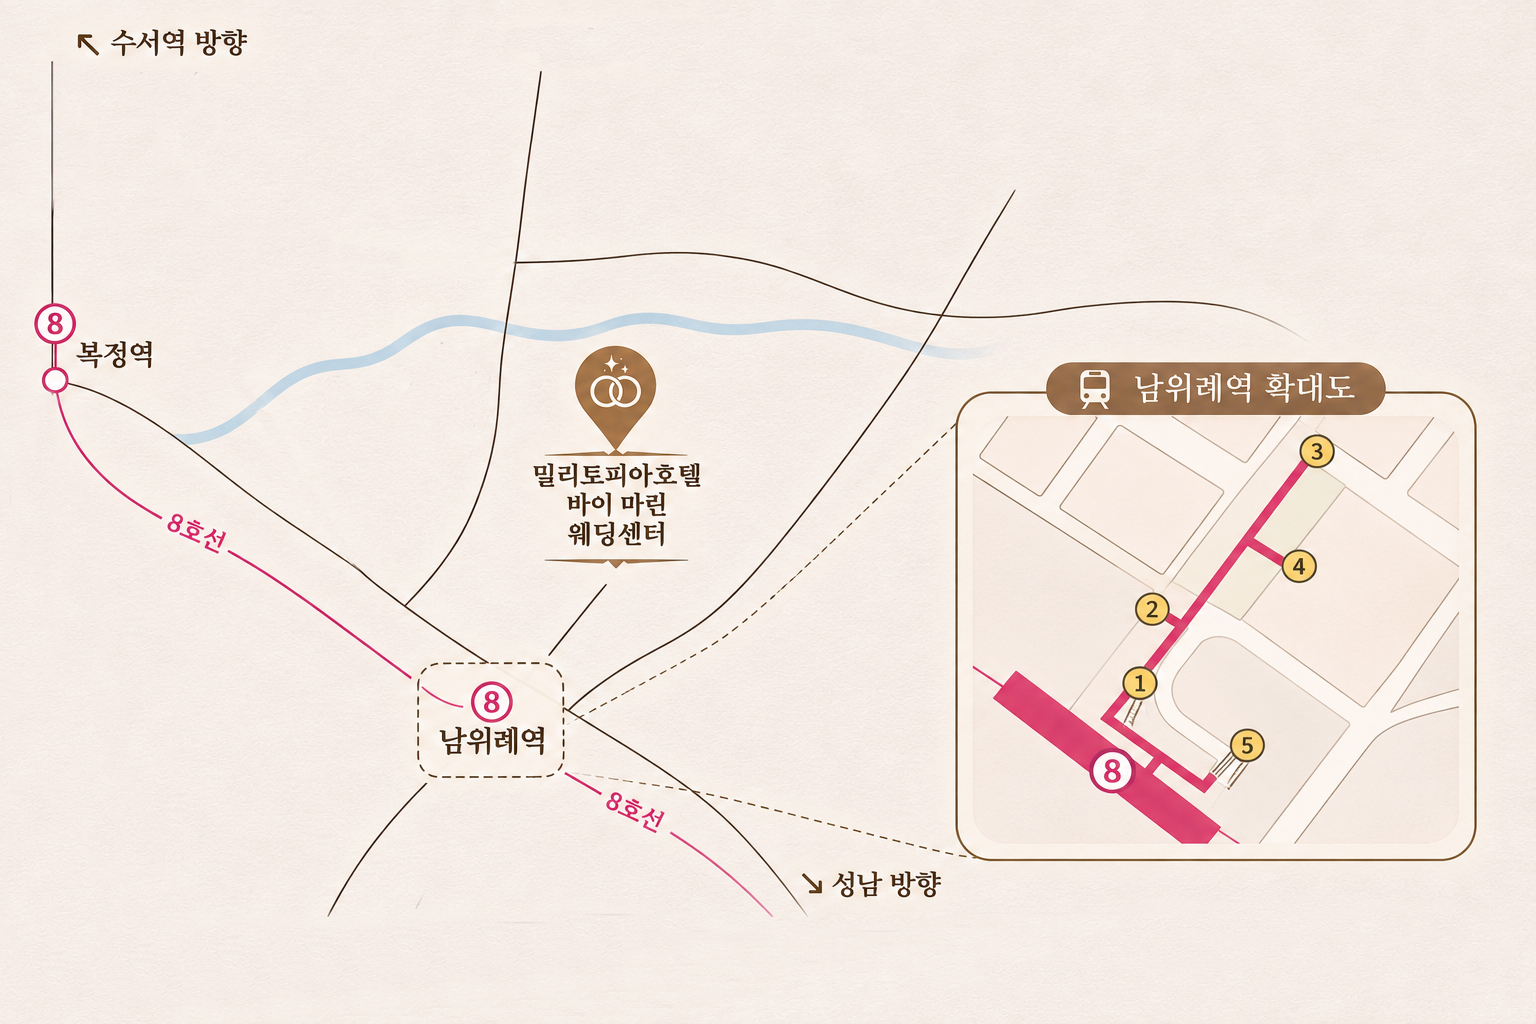 수서역 방향
8
복정역
8호선
밀리토피아호텔
바이 마린
웨딩센터
8
남위례역
8호선
성남 방향
남위례역 확대도
3
4
2
1
5
8